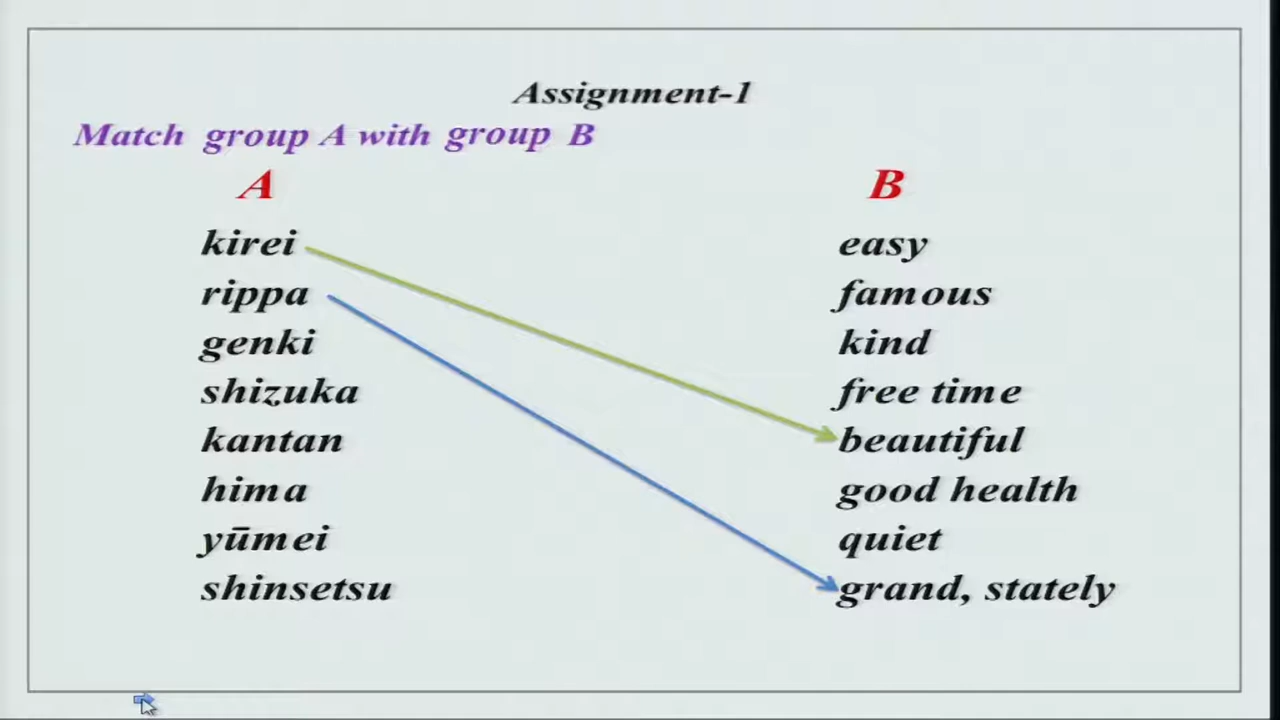 Assignment-1
Match group A with group B
A B
kirei easy
rippa famous
genki kind
shizuka free time
kantan beautiful
hima good health
yūmei quiet
shinsetsu grand, stately